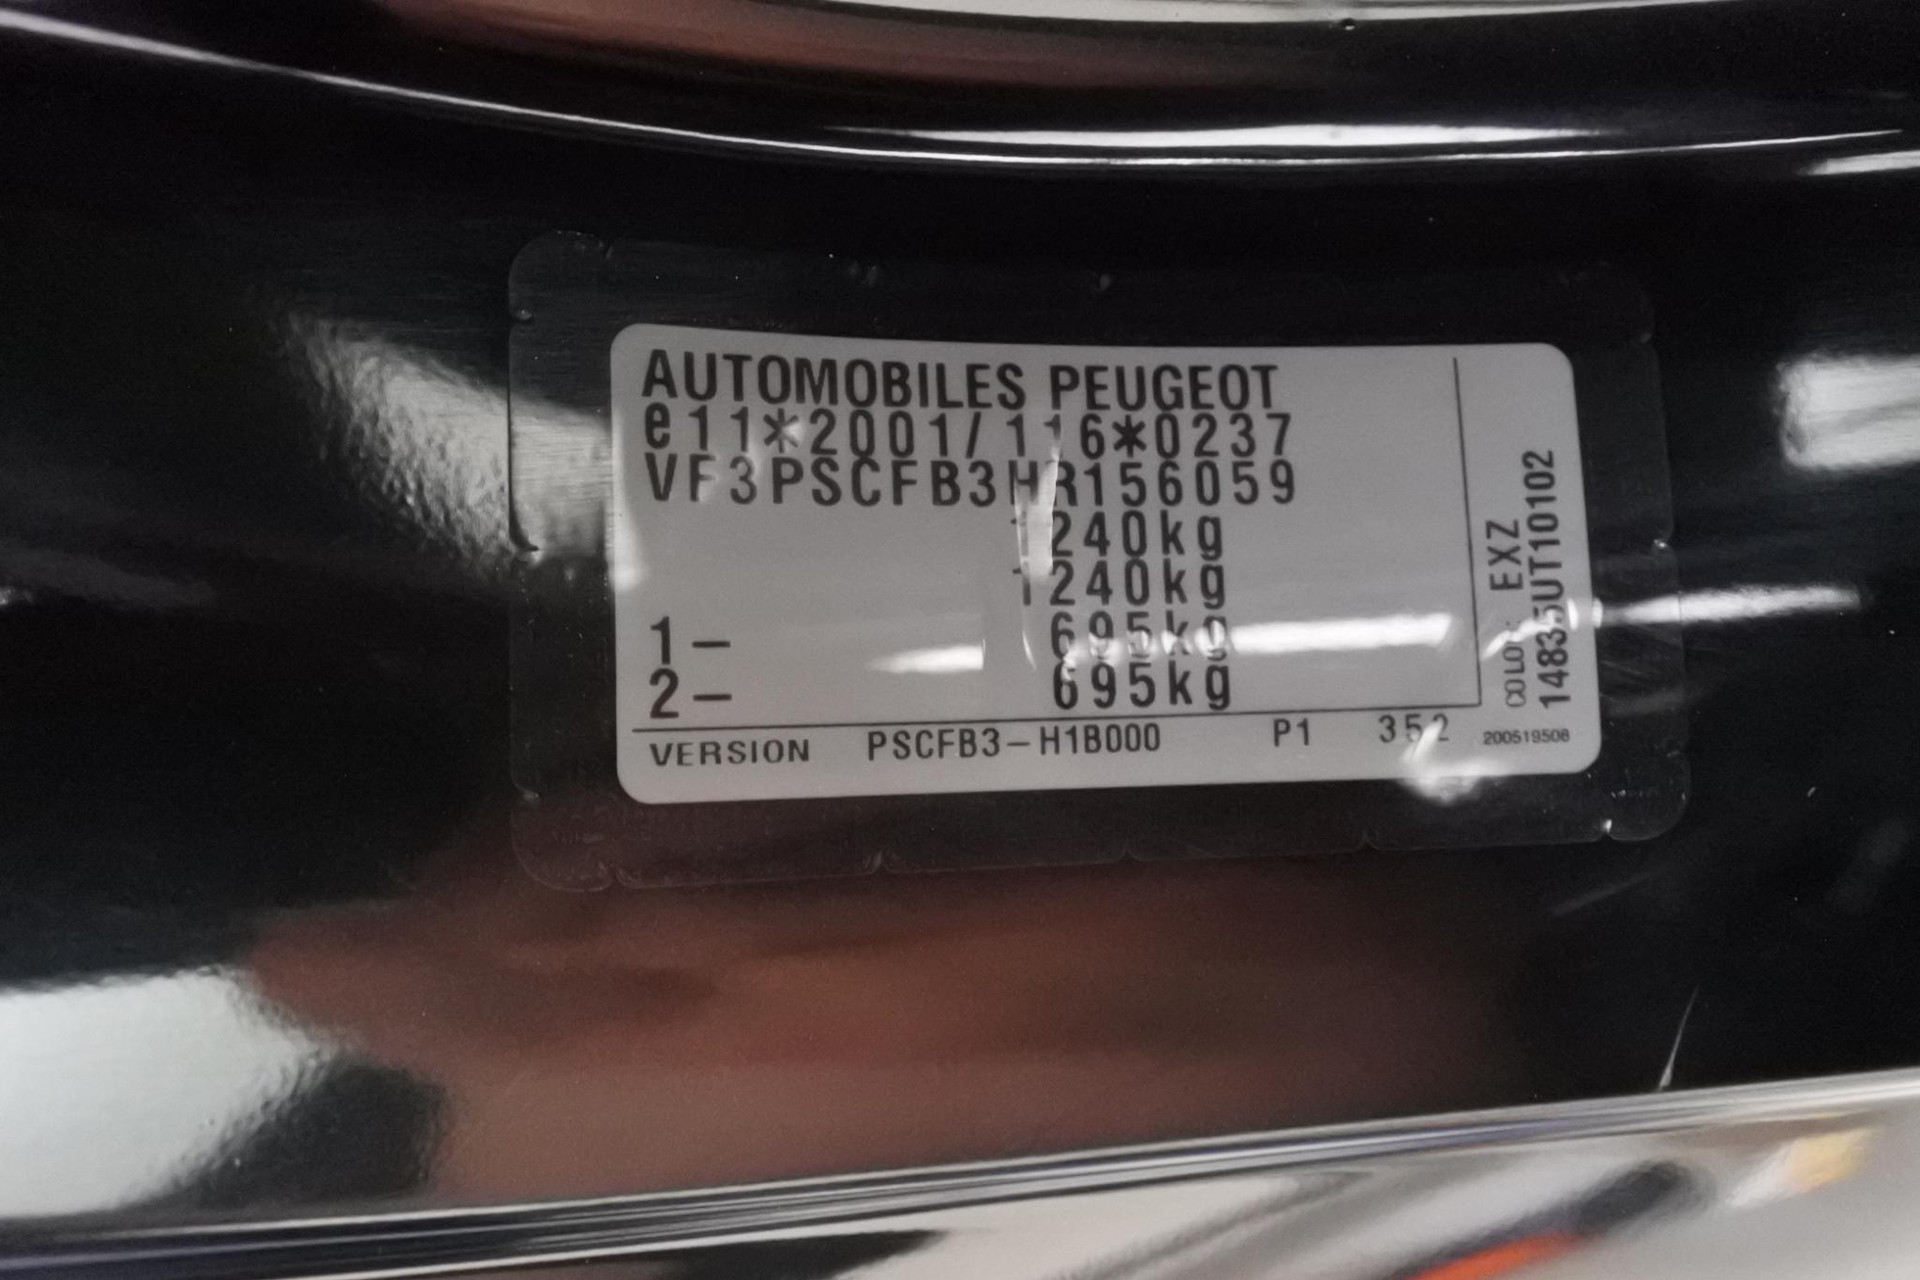 AUTOMOBILES PEUGEOT
e11*2001/116*0237
VF3PSCFB3HR156059
1240kg
1240kg
1- 695kg
2- 695kg
VERSION PSCFB3-H1B000 P1 352
COLOR: EXZ
14835UT10102
200519508